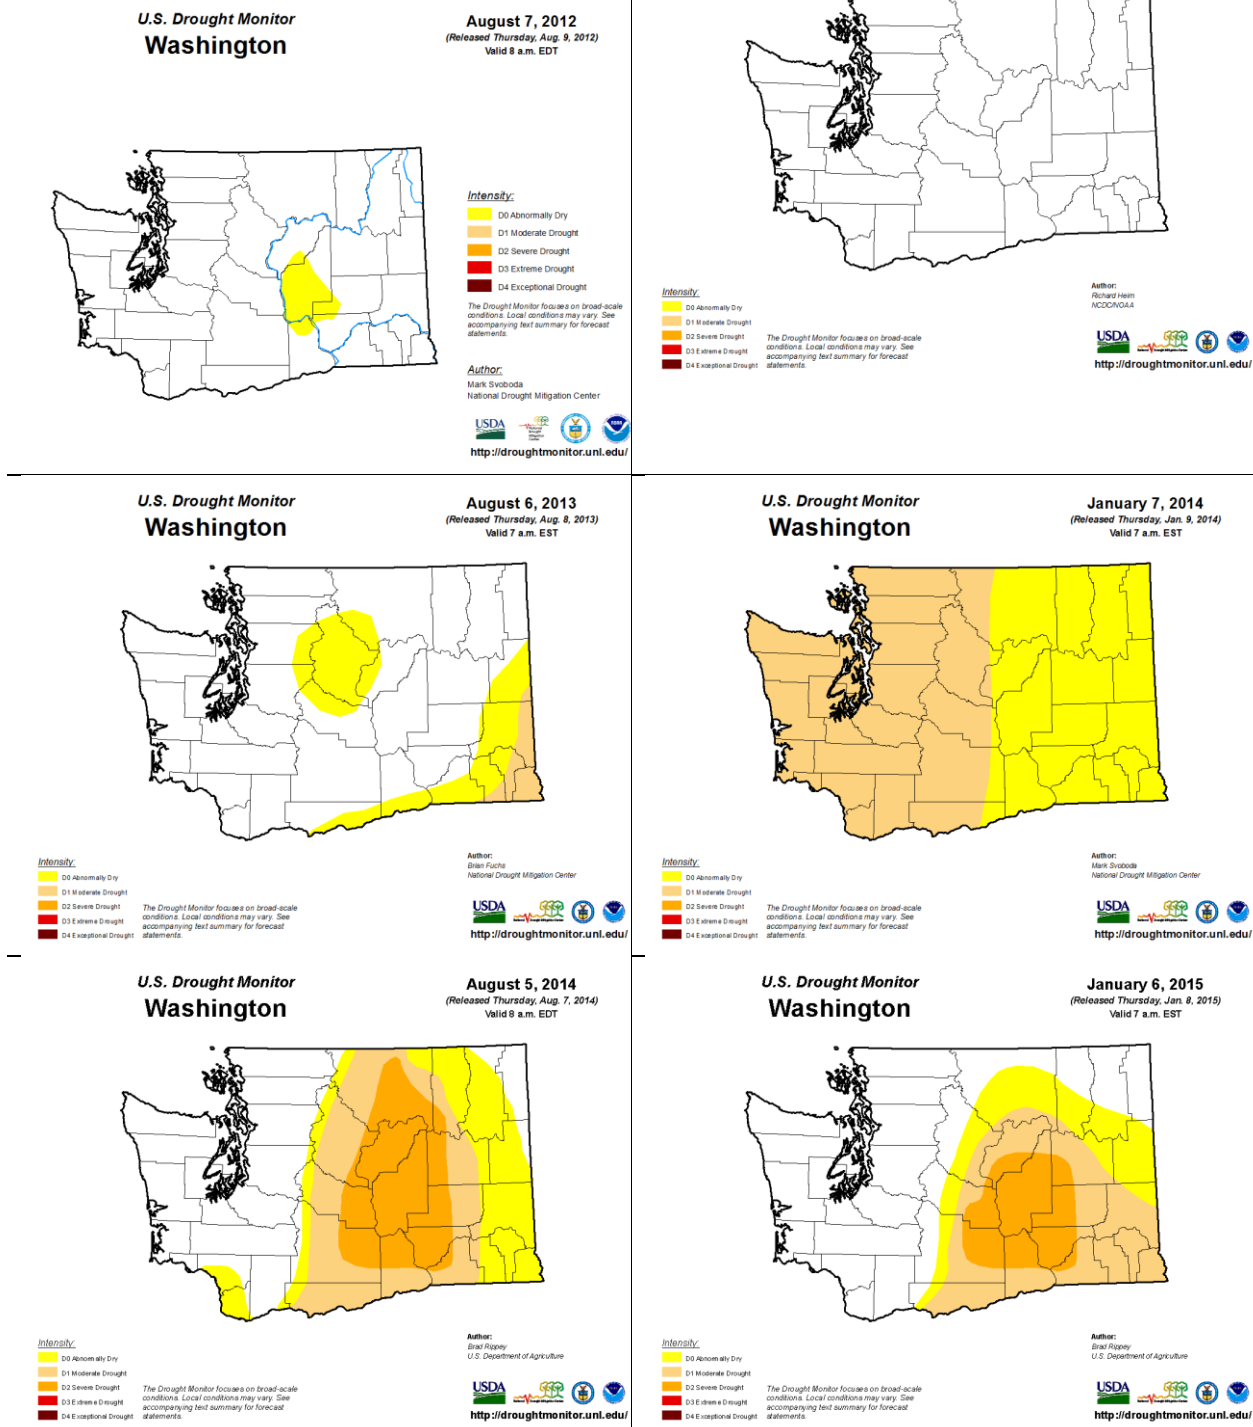 U.S. Drought Monitor
Washington
August 7, 2012
(Released Thursday, Aug. 9, 2012)
Valid 8 a.m. EDT
Intensity:
D0 Abnormally Dry
D1 Moderate Drought
D2 Severe Drought
D3 Extreme Drought
D4 Exceptional Drought
The Drought Monitor focuses on broad-scale
conditions. Local conditions may vary. See
accompanying text summary for forecast
statements.
Author:
Mark Svoboda
National Drought Mitigation Center
USDA
http://droughtmonitor.unl.edu/
Intensity:
D0 Abnormally Dry
D1 Moderate Drought
D2 Severe Drought
D3 Extreme Drought
D4 Exceptional Drought
The Drought Monitor focuses on broad-scale
conditions. Local conditions may vary. See
accompanying text summary for forecast
statements.
Author:
Richard Heim
NCDC/NOAA
USDA
http://droughtmonitor.unl.edu/
U.S. Drought Monitor
Washington
August 6, 2013
(Released Thursday, Aug. 8, 2013)
Valid 7 a.m. EST
Intensity:
D0 Abnormally Dry
D1 Moderate Drought
D2 Severe Drought
D3 Extreme Drought
D4 Exceptional Drought
The Drought Monitor focuses on broad-scale
conditions. Local conditions may vary. See
accompanying text summary for forecast
statements.
Author:
Brian Fuchs
National Drought Mitigation Center
USDA
http://droughtmonitor.unl.edu/
U.S. Drought Monitor
Washington
January 7, 2014
(Released Thursday, Jan. 9, 2014)
Valid 7 a.m. EST
Intensity:
D0 Abnormally Dry
D1 Moderate Drought
D2 Severe Drought
D3 Extreme Drought
D4 Exceptional Drought
The Drought Monitor focuses on broad-scale
conditions. Local conditions may vary. See
accompanying text summary for forecast
statements.
Author:
Mark Svoboda
National Drought Mitigation Center
USDA
http://droughtmonitor.unl.edu/
U.S. Drought Monitor
Washington
August 5, 2014
(Released Thursday, Aug. 7, 2014)
Valid 8 a.m. EDT
Intensity:
D0 Abnormally Dry
D1 Moderate Drought
D2 Severe Drought
D3 Extreme Drought
D4 Exceptional Drought
The Drought Monitor focuses on broad-scale
conditions. Local conditions may vary. See
accompanying text summary for forecast
statements.
Author:
Brad Rippey
U.S. Department of Agriculture
USDA
http://droughtmonitor.unl.edu/
U.S. Drought Monitor
Washington
January 6, 2015
(Released Thursday, Jan. 8, 2015)
Valid 7 a.m. EST
Intensity:
D0 Abnormally Dry
D1 Moderate Drought
D2 Severe Drought
D3 Extreme Drought
D4 Exceptional Drought
The Drought Monitor focuses on broad-scale
conditions. Local conditions may vary. See
accompanying text summary for forecast
statements.
Author:
Brad Rippey
U.S. Department of Agriculture
USDA
http://droughtmonitor.unl.edu/